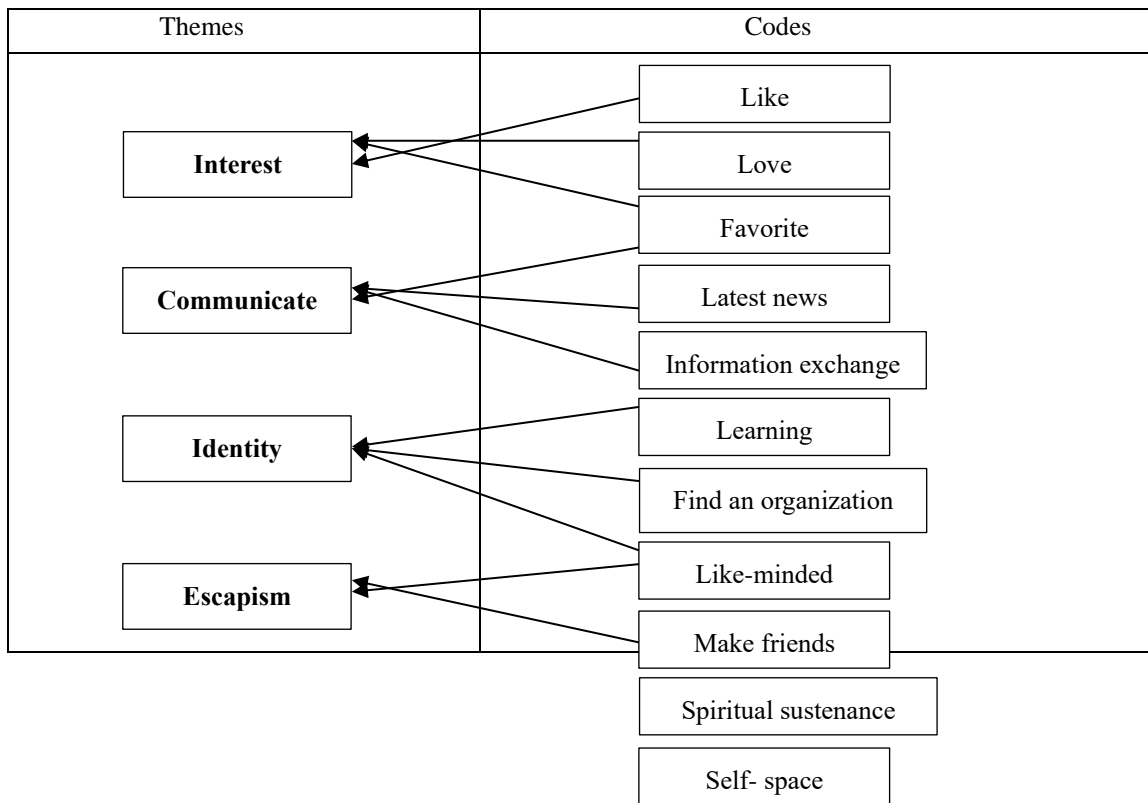 Themes
Codes
Interest
Communicate
Identity
Escapism
Like
Love
Favorite
Latest news
Information exchange
Learning
Find an organization
Like-minded
Make friends
Spiritual sustenance
Self- space